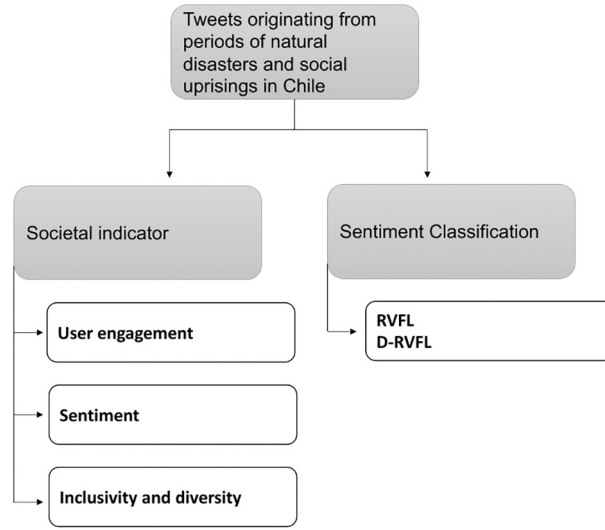 Tweets originating from
periods of natural
disasters and social
uprisings in Chile
Societal indicator
Sentiment Classification
User engagement
RVFL
D-RVFL
Sentiment
Inclusivity and diversity